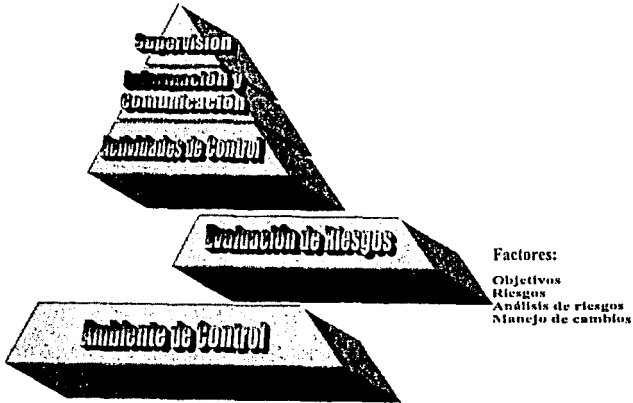 Supervisión
Información y
Comunicación
Actividades de Control
Evaluación de Riesgos
Factores:
Objetivos
Riesgos
Análisis de riesgos
Manejo de cambios
Ambiente de Control